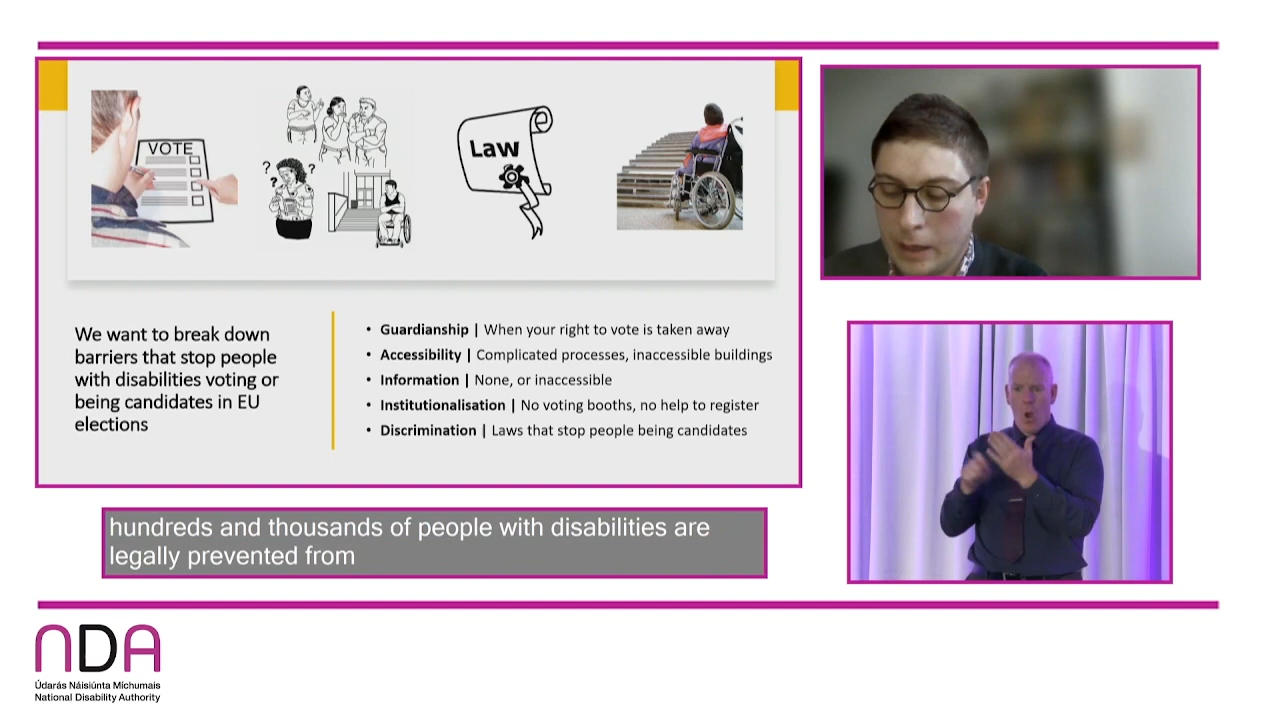 VOTE
? ?
?
Law
We want to break down
barriers that stop people
with disabilities voting or
being candidates in EU
elections
• Guardianship | When your right to vote is taken away
• Accessibility | Complicated processes, inaccessible buildings
• Information | None, or inaccessible
• Institutionalisation | No voting booths, no help to register
• Discrimination | Laws that stop people being candidates
hundreds and thousands of people with disabilities are
legally prevented from
NDA
Údarás Náisiúnta Míchumais
National Disability Authority